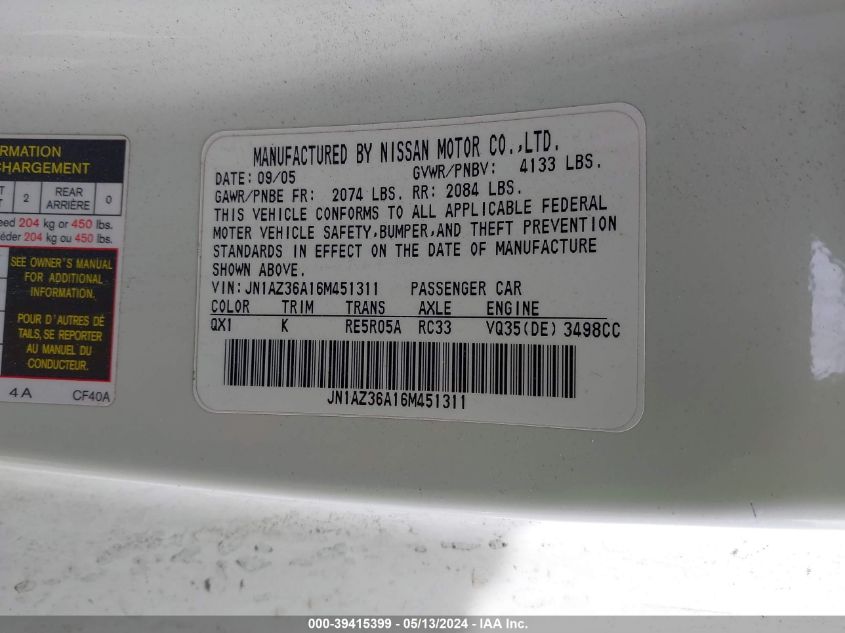 RMATION
CHARGEMENT
T 2 REAR 0
T ARRIÈRE
eed 204 kg or 450 lbs.
éder 204 kg ou 450 lbs.
SEE OWNER'S MANUAL
FOR ADDITIONAL
INFORMATION.
POUR D'AUTRES DE
TAILS, SE REPORTER
AU MANUEL DU
CONDUCTEUR.
4A CF40A
MANUFACTURED BY NISSAN MOTOR CO.,LTD.
DATE: 09/05 GVWR/PNBV: 4133 LBS.
GAWR/PNBE FR: 2074 LBS. RR: 2084 LBS.
THIS VEHICLE CONFORMS TO ALL APPLICABLE FEDERAL
MOTOR VEHICLE SAFETY,BUMPER,AND THEFT PREVENTION
STANDARDS IN EFFECT ON THE DATE OF MANUFACTURE
SHOWN ABOVE.
VIN: JN1AZ36A16M451311 PASSENGER CAR
COLOR TRIM TRANS AXLE ENGINE
QX1 K RE5R05A RC33 VQ35(DE) 3498CC
JN1AZ36A16M451311
000-39415399 - 05/13/2024 - IAA Inc.